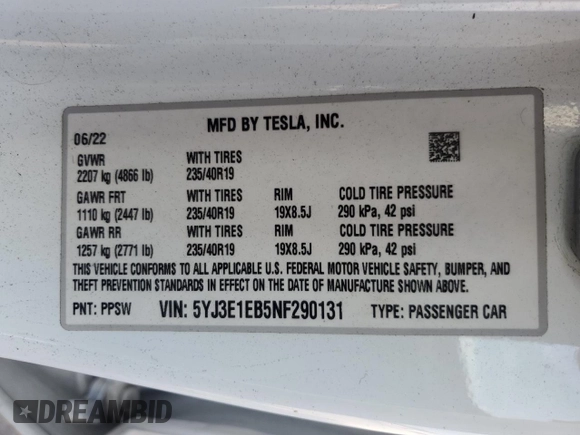 MFD BY TESLA, INC.
06/22
GVWR WITH TIRES
2207 kg (4866 lb) 235/40R19
GAWR FRT WITH TIRES RIM COLD TIRE PRESSURE
1110 kg (2447 lb) 235/40R19 19X8.5J 290 kPa, 42 psi
GAWR RR WITH TIRES RIM COLD TIRE PRESSURE
1257 kg (2771 lb) 235/40R19 19X8.5J 290 kPa, 42 psi
THIS VEHICLE CONFORMS TO ALL APPLICABLE U.S. FEDERAL MOTOR VEHICLE SAFETY, BUMPER, AND
THEFT PREVENTION STANDARDS IN EFFECT ON THE DATE OF MANUFACTURE SHOWN ABOVE.
PNT: PPSW VIN: 5YJ3E1EB5NF290131 TYPE: PASSENGER CAR
DREAMBID